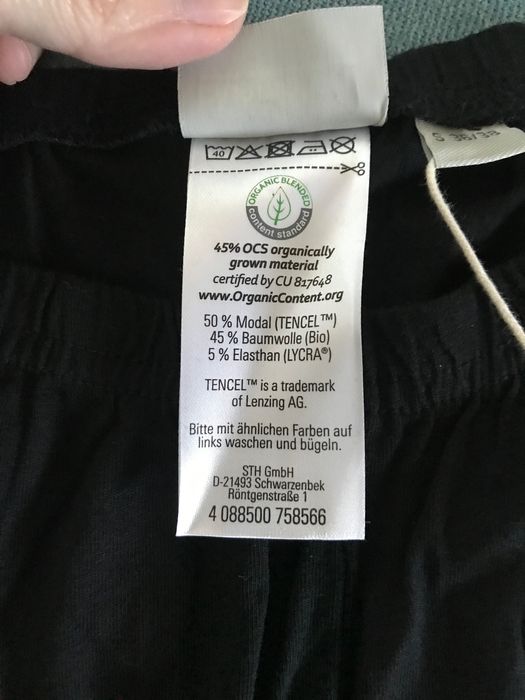 S 36/38
40
ORGANIC BLENDED
content standard
45% OCS organically
grown material
certified by CU 817648
www.OrganicContent.org
50 % Modal (TENCEL™)
45 % Baumwolle (Bio)
5 % Elasthan (LYCRA®)
TENCEL™ is a trademark
of Lenzing AG.
Bitte mit ähnlichen Farben auf
links waschen und bügeln.
STH GmbH
D-21493 Schwarzenbek
Röntgenstraße 1
4 088500 758566